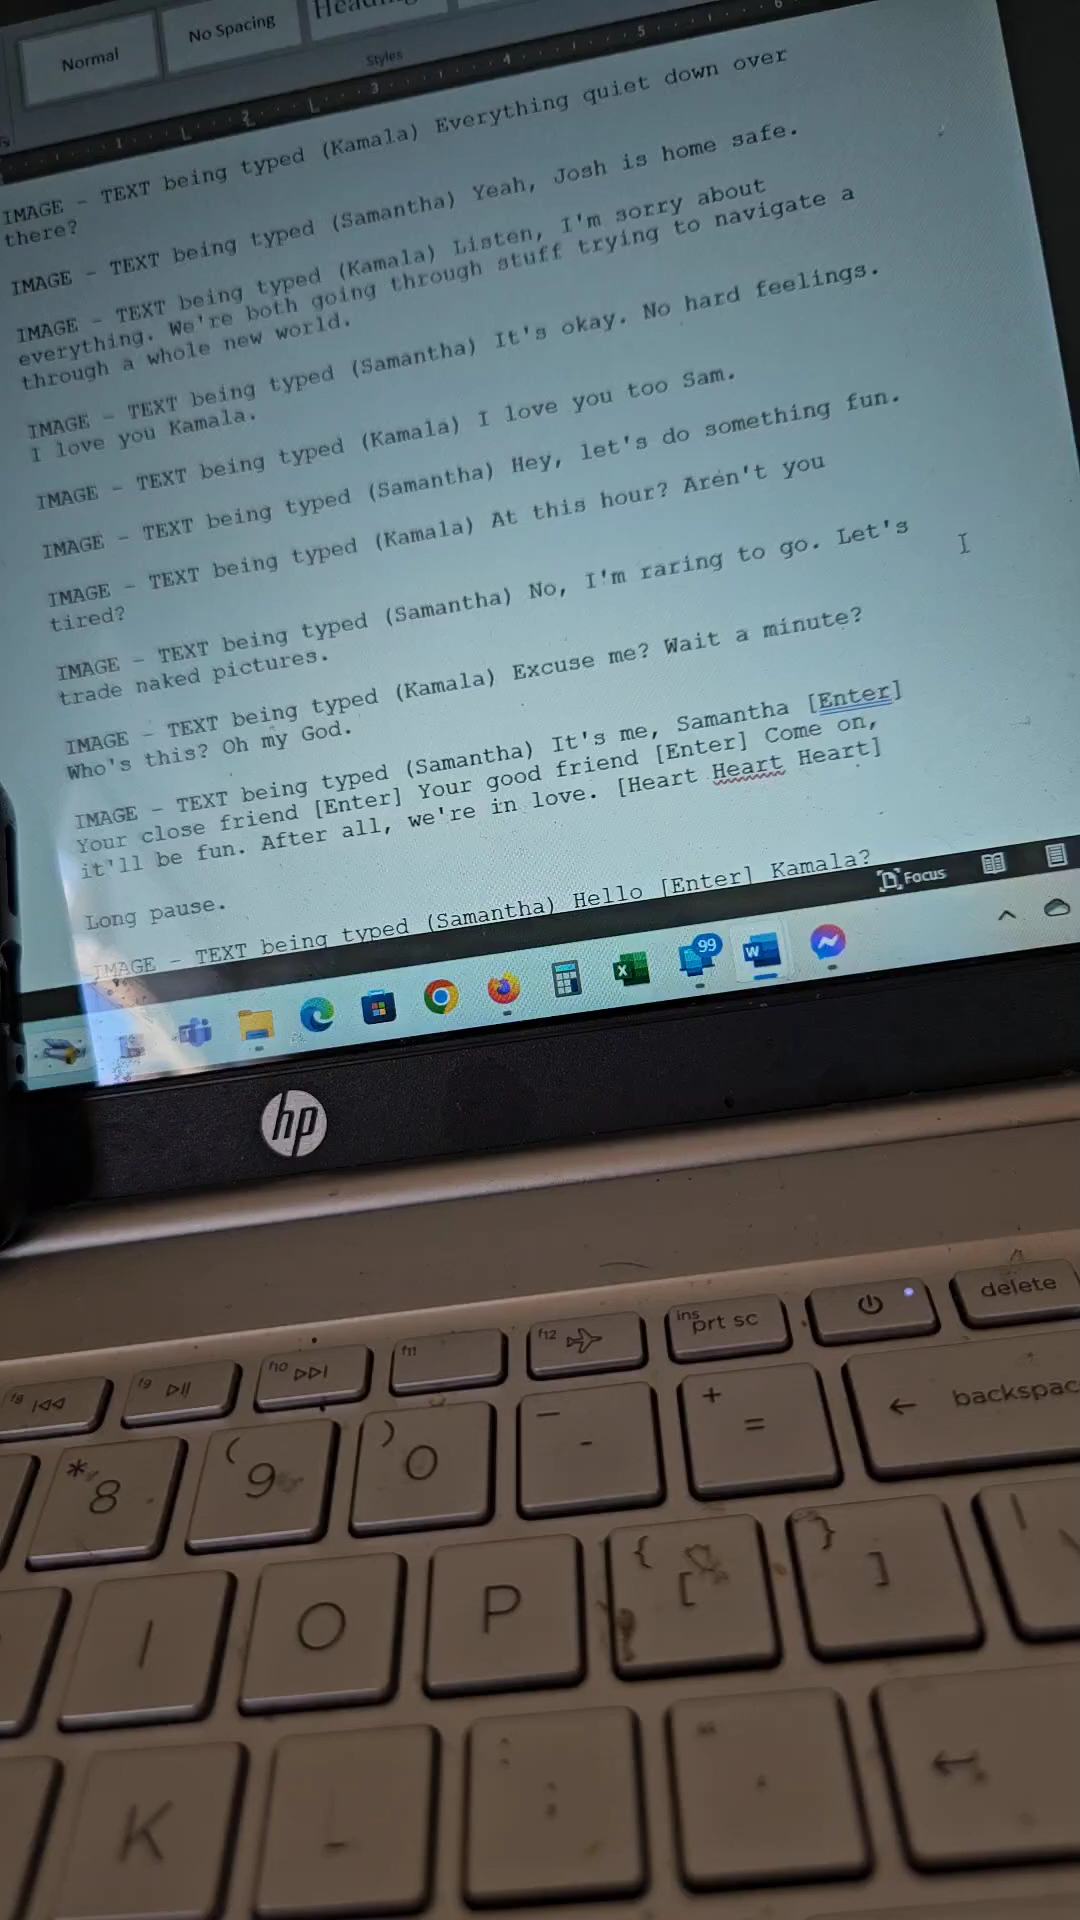 Normal
No Spacing
Styles
3
4
5
6
IMAGE - TEXT being typed (Kamala) Everything quiet down over
there?
IMAGE - TEXT being typed (Samantha) Yeah, Josh is home safe.
IMAGE - TEXT being typed (Kamala) Listen, I'm sorry about
everything. We're both going through stuff trying to navigate a
through a whole new world.
IMAGE - TEXT being typed (Samantha) It's okay. No hard feelings.
I love you Kamala.
IMAGE - TEXT being typed (Kamala) I love you too Sam.
IMAGE - TEXT being typed (Samantha) Hey, let's do something fun.
IMAGE - TEXT being typed (Kamala) At this hour? Aren't you
tired?
IMAGE - TEXT being typed (Samantha) No, I'm raring to go. Let's
trade naked pictures.
IMAGE - TEXT being typed (Kamala) Excuse me? Wait a minute?
Who's this? Oh my God.
IMAGE - TEXT being typed (Samantha) It's me, Samantha [Enter]
Your close friend [Enter] Your good friend [Enter] Come on,
it'll be fun. After all, we're in love. [Heart Heart Heart]
Long pause.
IMAGE - TEXT being typed (Samantha) Hello [Enter] Kamala?
Focus
99
W
X
hp
f8
f9
f10
f11
f12
ins
prt sc
delete
* 8
( 9
) 0
_ -
+ =
← backspac
I
O
P
{ [
} ]
K
L